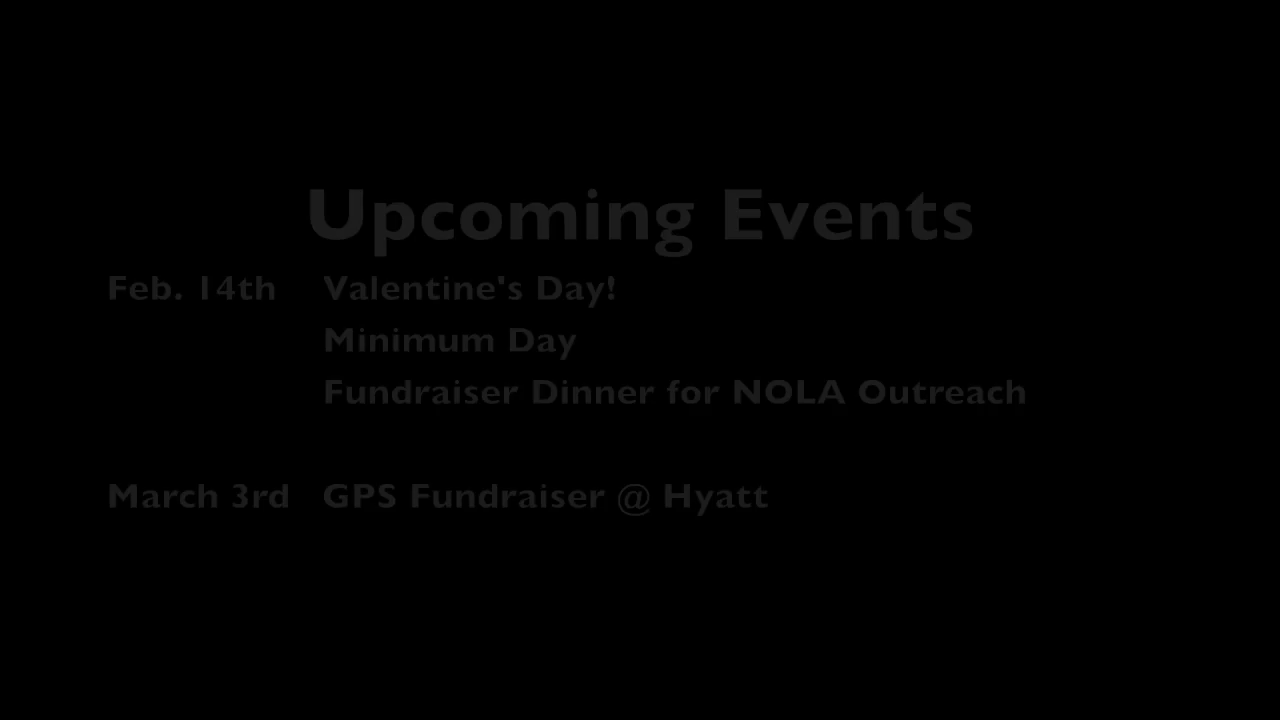 Upcoming Events
Feb. 14th Valentine's Day!
Minimum Day
Fundraiser Dinner for NOLA Outreach
March 3rd GPS Fundraiser @ Hyatt